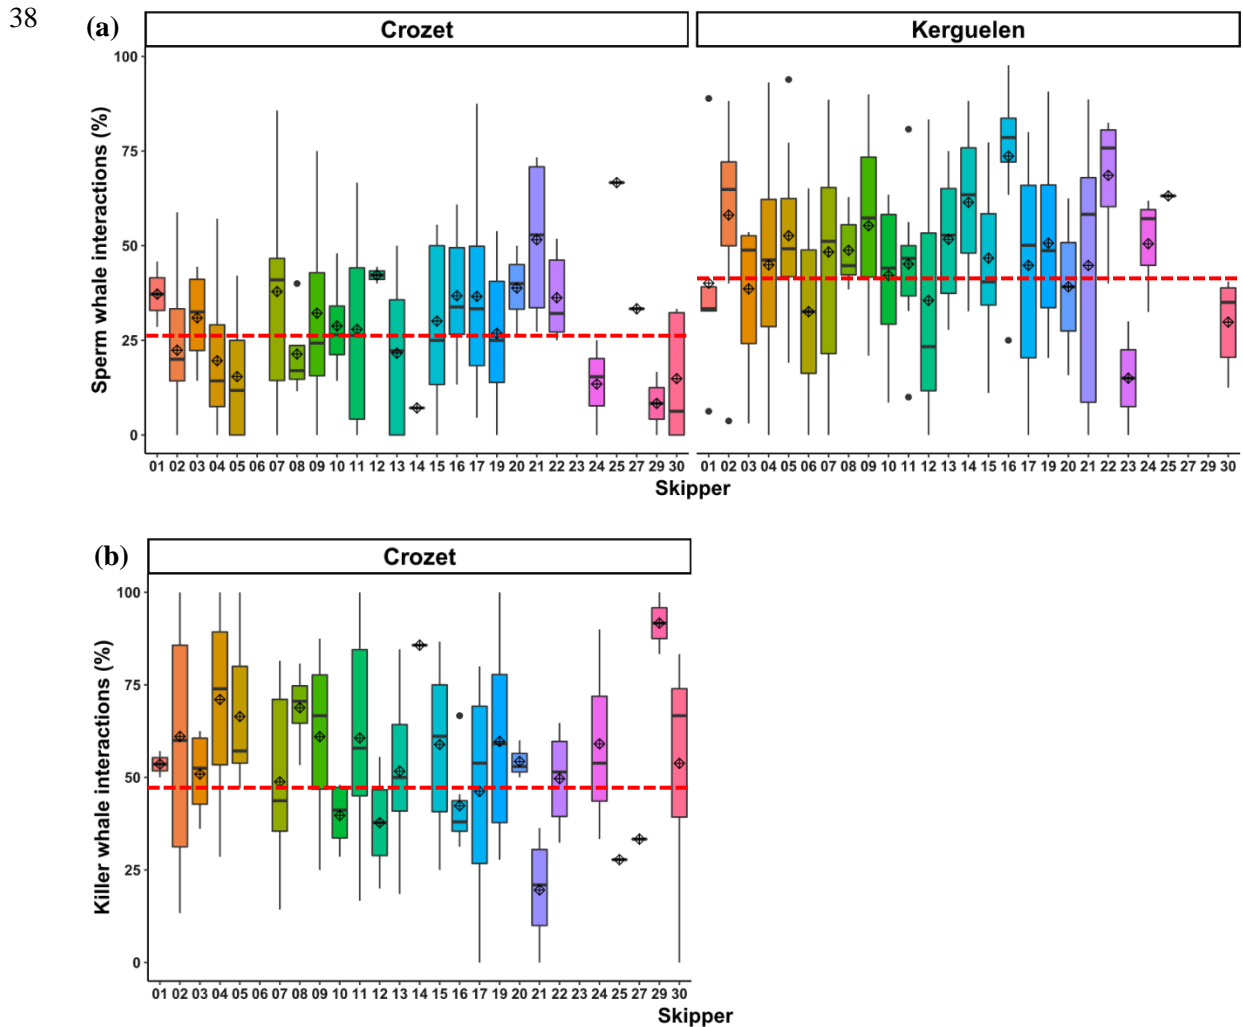 38
(a)
Crozet
Kerguelen
Sperm whale interactions (%)
100
75
50
25
0
01 02 03 04 05 06 07 08 09 10 11 12 13 14 15 16 17 19 20 21 22 23 24 25 27 29 30
01 02 03 04 05 06 07 08 09 10 11 12 13 14 15 16 17 19 20 21 22 23 24 25 27 29 30
Skipper
(b)
Crozet
Killer whale interactions (%)
100
75
50
25
0
01 02 03 04 05 06 07 08 09 10 11 12 13 14 15 16 17 19 20 21 22 23 24 25 27 29 30
Skipper